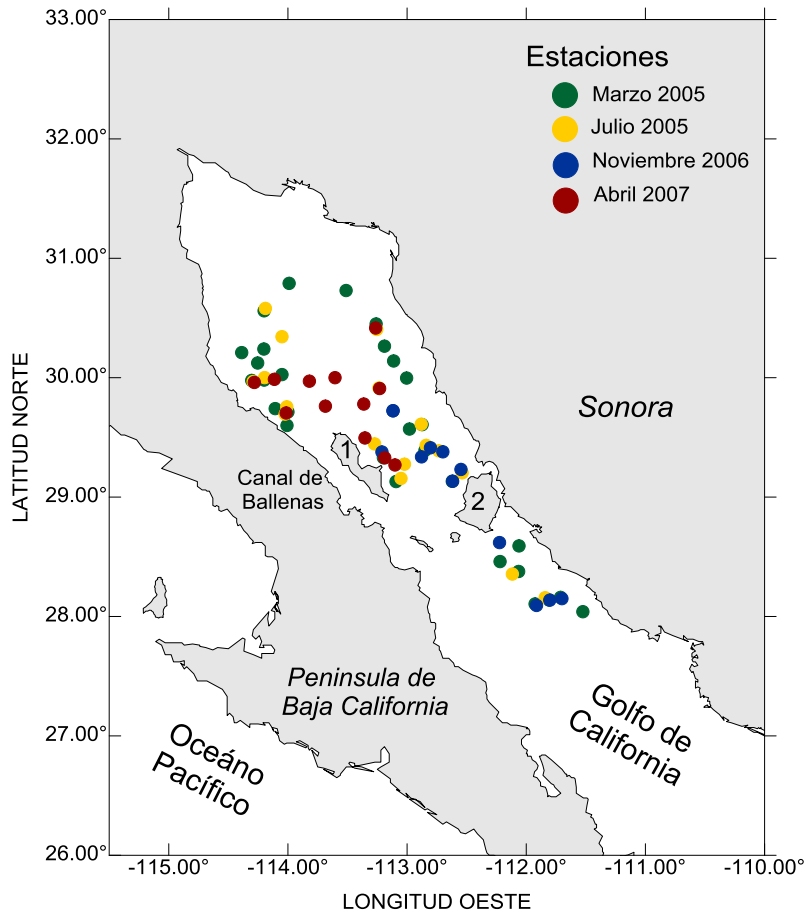 33.00°
32.00°
31.00°
30.00°
29.00°
28.00°
27.00°
26.00°
LATITUD NORTE
Estaciones
Marzo 2005
Julio 2005
Noviembre 2006
Abril 2007
Sonora
1
Canal de
Ballenas
2
Peninsula de
Baja California
Golfo de
California
Oceáno
Pacífico
-115.00°
-114.00°
-113.00°
-112.00°
-111.00°
-110.00°
LONGITUD OESTE